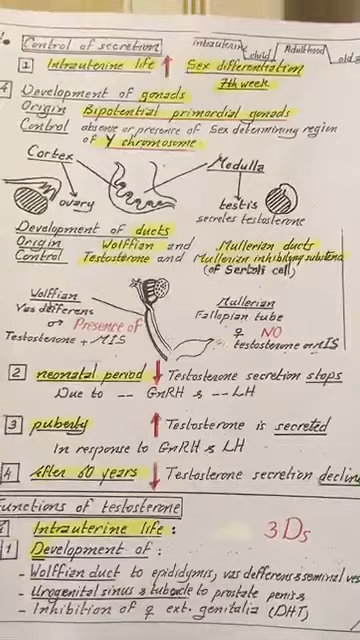 Control of secretion
intrauterine child Adulthood old
1 Intrauterine life ↑ Sex differentiation
7th week
Development of gonads
Origin Bipotential primordial gonads
Control absence or presence of Sex determining region
of Y chromosome
Cortex Medulla
ovary testis
secretes testosterone
Development of ducts
Origin Wolffian and Mullerian ducts
Control Testosterone and Mullerian inhibiting substance
(of Sertoli cell)
Wolffian Mullerian
Vas deferens Fallopian tube
♂ Presence of ♀ NO
Testosterone + MIS testosterone or MIS
2 neonatal period ↓ Testosterone secretion stops
Due to -- GnRH & -- LH
3 puberty ↑ Testosterone is secreted
In response to GnRH & LH
4 After 60 years ↓ Testosterone secretion decline
Functions of testosterone
Intrauterine life: 3Ds
1 Development of:
- Wolffian duct to epididymis, vas deferens & seminal ves
- Urogenital sinus & tubercle to prostate penis &
- Inhibition of ♀ ext. genitalia (DHT)